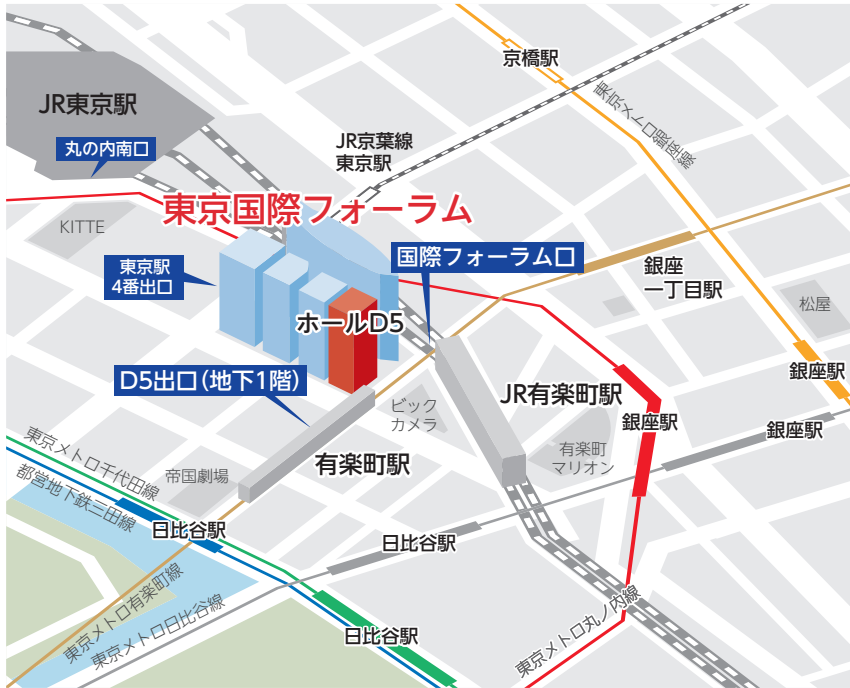 京橋駅
東京メトロ銀座線
JR東京駅
丸の内南口
JR京葉線
東京駅
東京国際フォーラム
KITTE
東京駅
4番出口
国際フォーラム口
銀座
一丁目駅
松屋
ホールD5
D5出口(地下1階)
ビック
カメラ
JR有楽町駅
銀座駅
銀座駅
銀座駅
有楽町
マリオン
有楽町駅
帝国劇場
東京メトロ千代田線
都営地下鉄三田線
日比谷駅
日比谷駅
日比谷駅
東京メトロ有楽町線
東京メトロ日比谷線
東京メトロ丸ノ内線